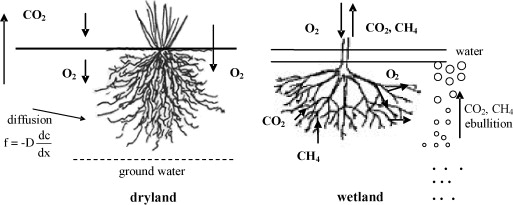 CO₂
O₂
O₂
diffusion
f = -D dc/dx
ground water
dryland
O₂
CO₂, CH₄
water
O₂
CO₂
CH₄
CO₂, CH₄
ebullition
wetland